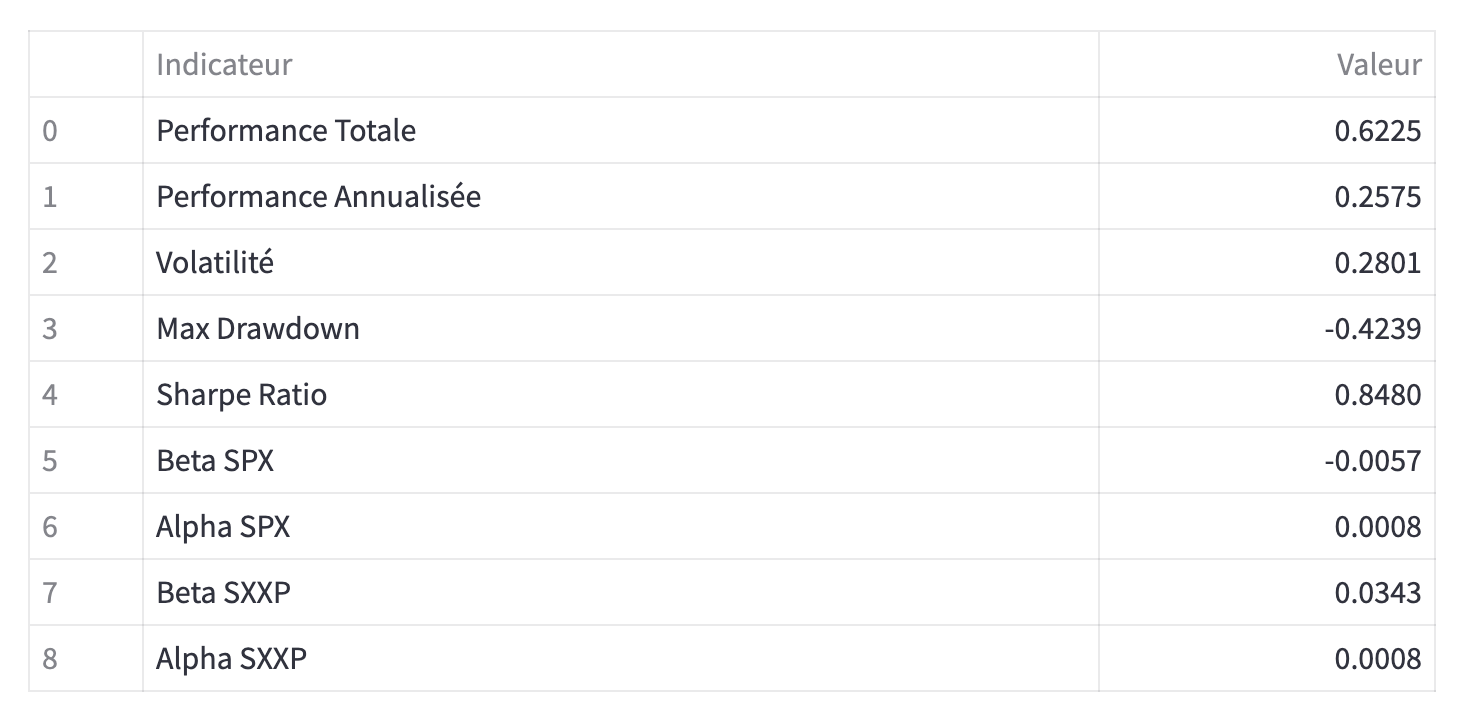 Indicateur Valeur
0 Performance Totale 0.6225
1 Performance Annualisée 0.2575
2 Volatilité 0.2801
3 Max Drawdown -0.4239
4 Sharpe Ratio 0.8480
5 Beta SPX -0.0057
6 Alpha SPX 0.0008
7 Beta SXXP 0.0343
8 Alpha SXXP 0.0008